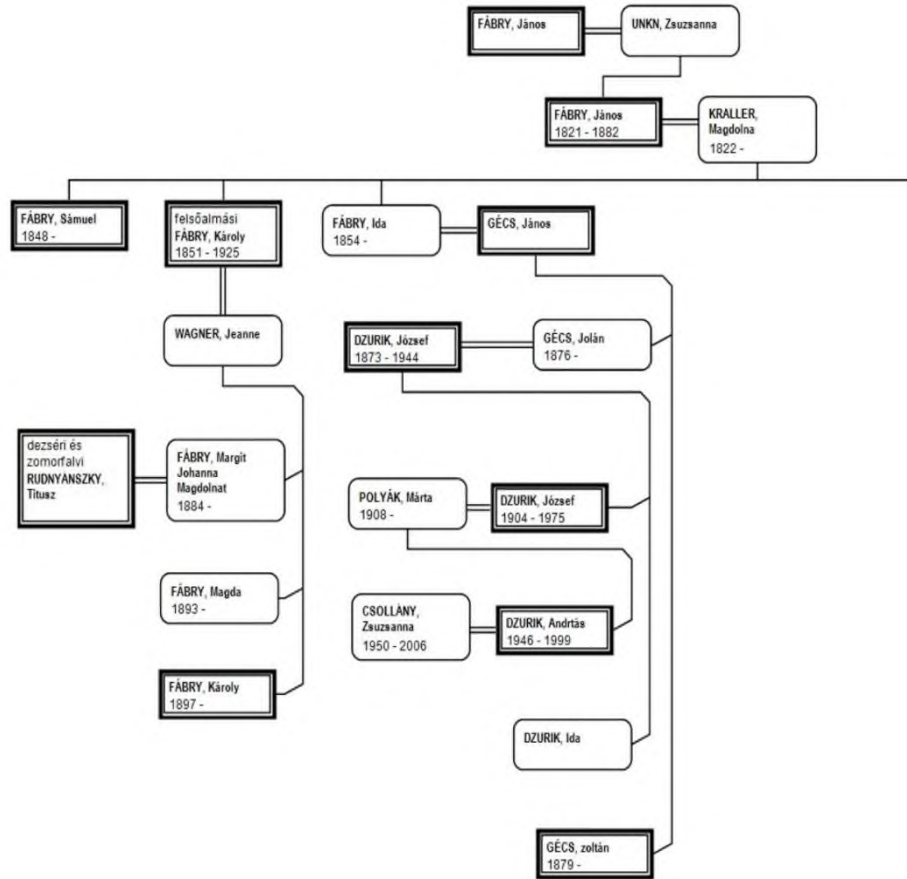 FÁBRY, János
UNKN, Zsuzsanna
FÁBRY, János
1821 - 1882
KRALLER,
Magdolna
1822 -
FÁBRY, Sámuel
1848 -
felsőalmási
FÁBRY, Károly
1851 - 1925
FÁBRY, Ida
1854 -
GÉCS, János
WAGNER, Jeanne
DZURIK, József
1873 - 1944
GÉCS, Jolán
1876 -
dezséri és
zomorfalvi
RUDNYÁNSZKY,
Titusz
FÁBRY, Margit
Johanna
Magdolnat
1884 -
POLYÁK, Márta
1908 -
DZURIK, József
1904 - 1975
FÁBRY, Magda
1893 -
CSOLLÀNY,
Zsuzsanna
1950 - 2006
DZURIK, Andrtás
1946 - 1999
FÁBRY, Károly
1897 -
DZURIK, Ida
GÉCS, zoltán
1879 -